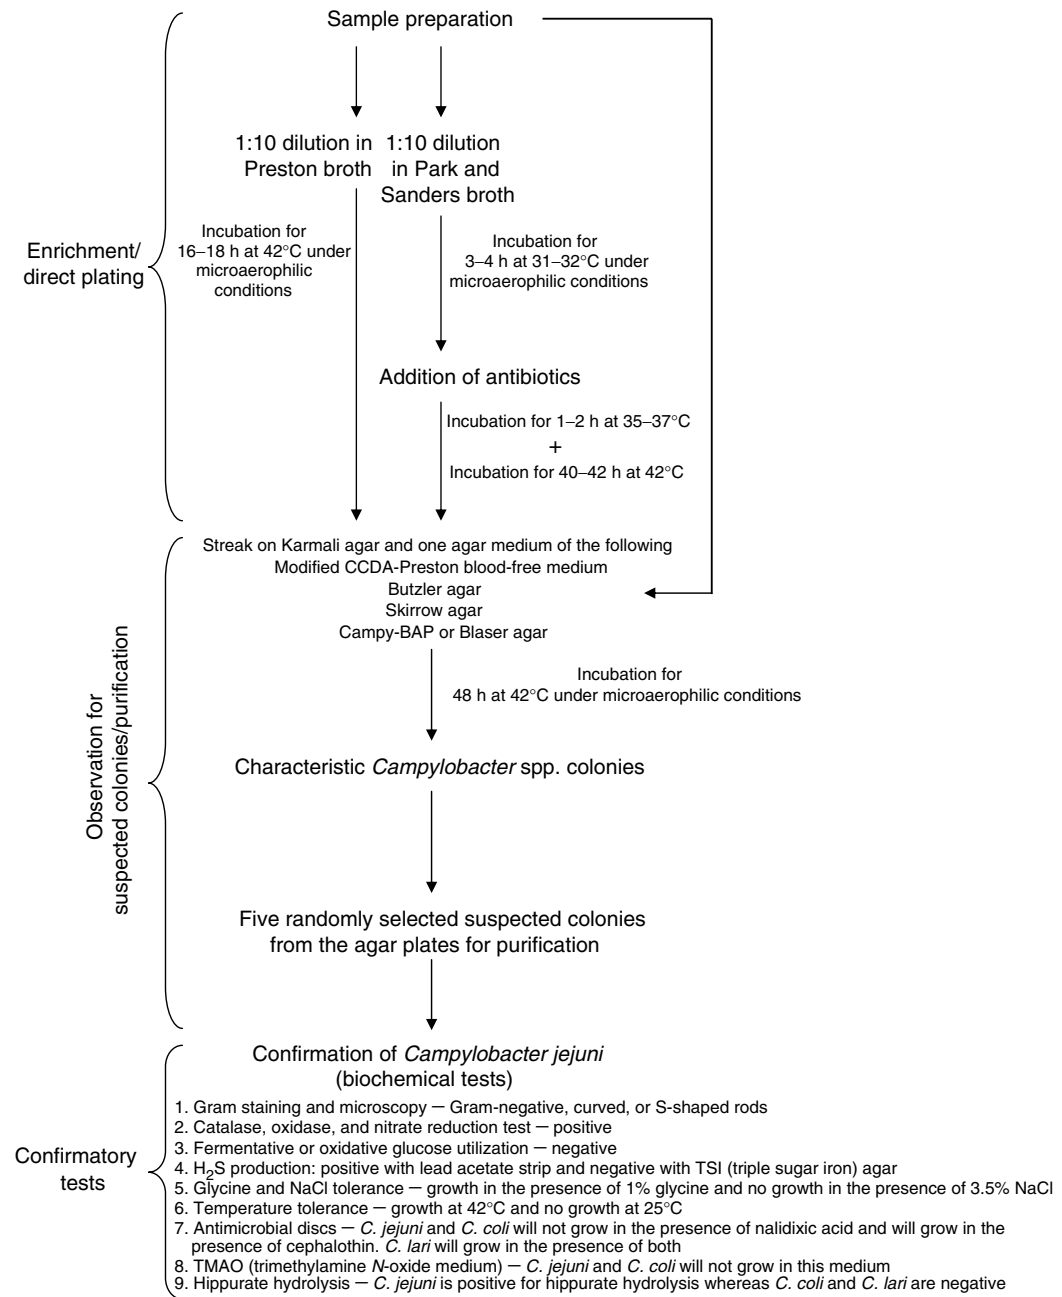 Sample preparation
1:10 dilution in
Preston broth
1:10 dilution
in Park and
Sanders broth
Incubation for
16–18 h at 42°C under
microaerophilic
conditions
Incubation for
3–4 h at 31–32°C under
microaerophilic conditions
Enrichment/
direct plating
Addition of antibiotics
Incubation for 1–2 h at 35–37°C
+
Incubation for 40–42 h at 42°C
Streak on Karmali agar and one agar medium of the following
Modified CCDA-Preston blood-free medium
Butzler agar
Skirrow agar
Campy-BAP or Blaser agar
Incubation for
48 h at 42°C under microaerophilic conditions
Observation for
suspected colonies/purification
Characteristic Campylobacter spp. colonies
Five randomly selected suspected colonies
from the agar plates for purification
Confirmation of Campylobacter jejuni
(biochemical tests)
Confirmatory
tests
1. Gram staining and microscopy — Gram-negative, curved, or S-shaped rods
2. Catalase, oxidase, and nitrate reduction test — positive
3. Fermentative or oxidative glucose utilization — negative
4. H2S production: positive with lead acetate strip and negative with TSI (triple sugar iron) agar
5. Glycine and NaCl tolerance — growth in the presence of 1% glycine and no growth in the presence of 3.5% NaCl
6. Temperature tolerance — growth at 42°C and no growth at 25°C
7. Antimicrobial discs — C. jejuni and C. coli will not grow in the presence of nalidixic acid and will grow in the
presence of cephalothin. C. lari will grow in the presence of both
8. TMAO (trimethylamine N-oxide medium) — C. jejuni and C. coli will not grow in this medium
9. Hippurate hydrolysis — C. jejuni is positive for hippurate hydrolysis whereas C. coli and C. lari are negative